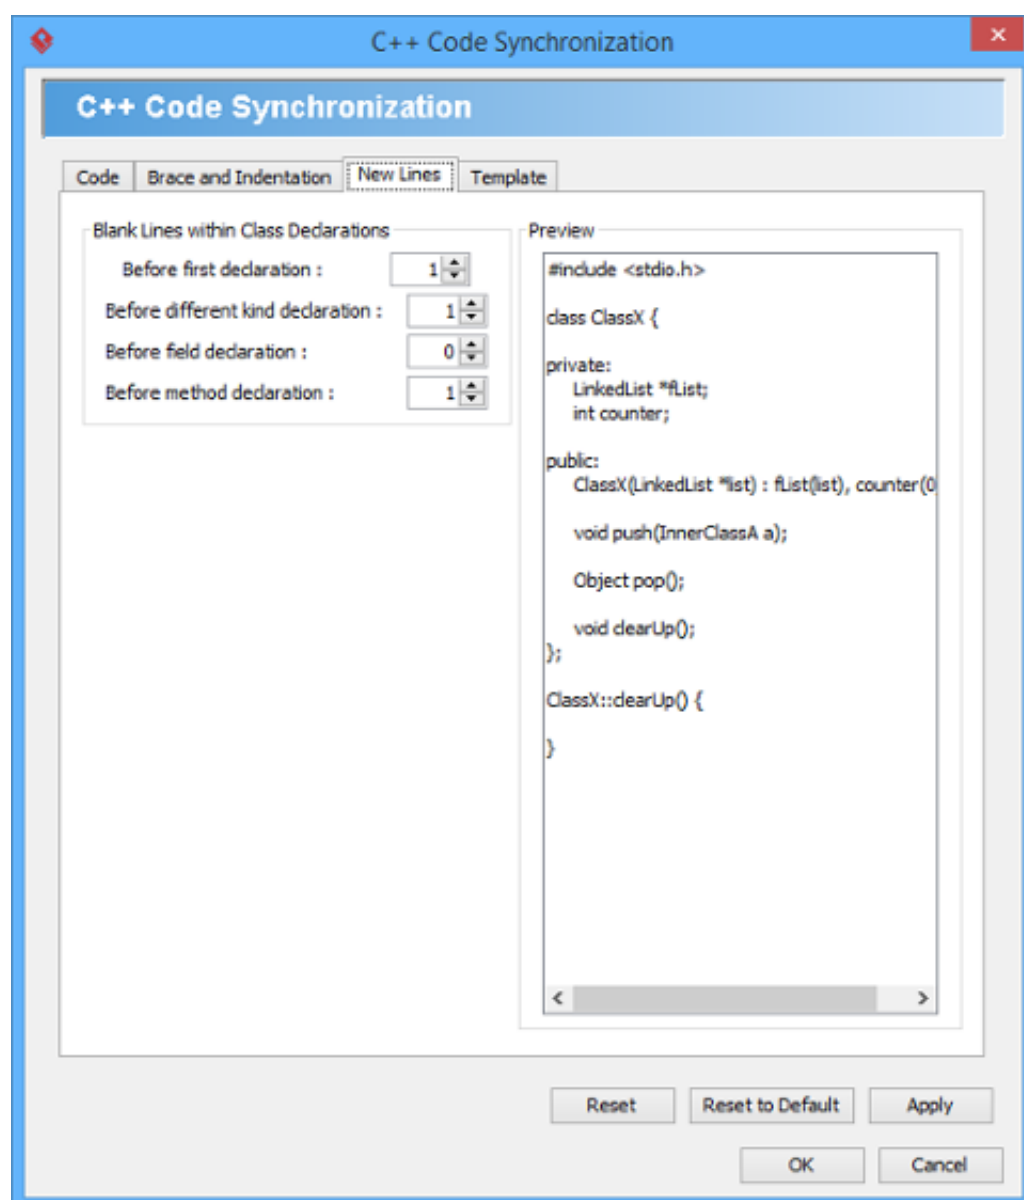 C++ Code Synchronization
C++ Code Synchronization
Code Brace and Indentation New Lines Template
Blank Lines within Class Declarations
Before first declaration : 1
Before different kind declaration : 1
Before field declaration : 0
Before method declaration : 1
Preview
#include <stdio.h>
class ClassX {
private:
LinkedList *fList;
int counter;
public:
ClassX(LinkedList *list) : fList(list), counter(0
void push(InnerClassA a);
Object pop();
void clearUp();
};
ClassX::clearUp() {
}
Reset Reset to Default Apply
OK Cancel